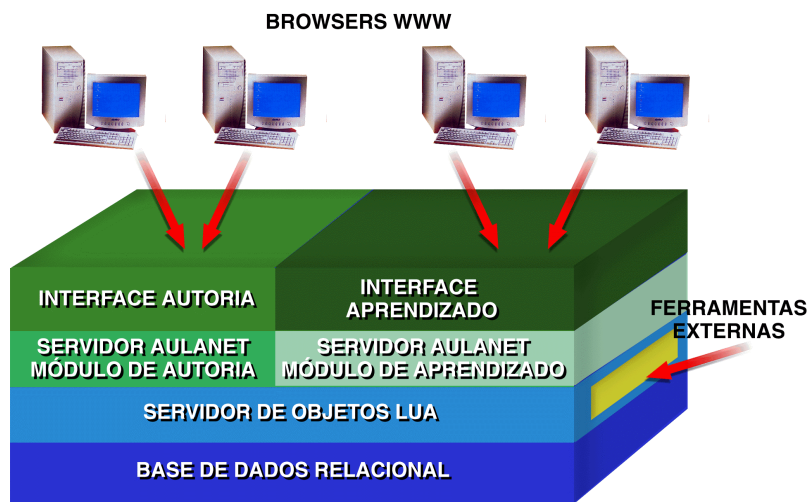 BROWSERS WWW
INTERFACE AUTORIA
INTERFACE
APRENDIZADO
SERVIDOR AULANET
MÓDULO DE AUTORIA
SERVIDOR AULANET
MÓDULO DE APRENDIZADO
FERRAMENTAS
EXTERNAS
SERVIDOR DE OBJETOS LUA
BASE DE DADOS RELACIONAL